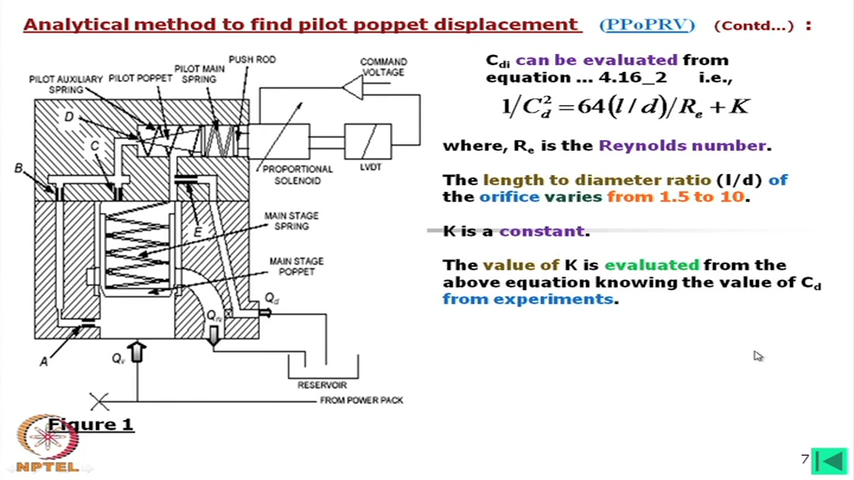 Analytical method to find pilot poppet displacement (PPoPRV) (Contd...) :
PILOT AUXILIARY SPRING
PILOT POPPET
PILOT MAIN SPRING
PUSH ROD
COMMAND VOLTAGE
D
C
B
E
A
PROPORTIONAL SOLENOID
LVDT
MAIN STAGE SPRING
MAIN STAGE POPPET
Qd
Qv
RESERVOIR
FROM POWER PACK
Figure 1
NPTEL
Cdi can be evaluated from
equation ... 4.16_2 i.e.,
1/C_d^2 = 64(l/d)/R_e + K
where, Re is the Reynolds number.
The length to diameter ratio (l/d) of
the orifice varies from 1.5 to 10.
K is a constant.
The value of K is evaluated from the
above equation knowing the value of Cd
from experiments.
7